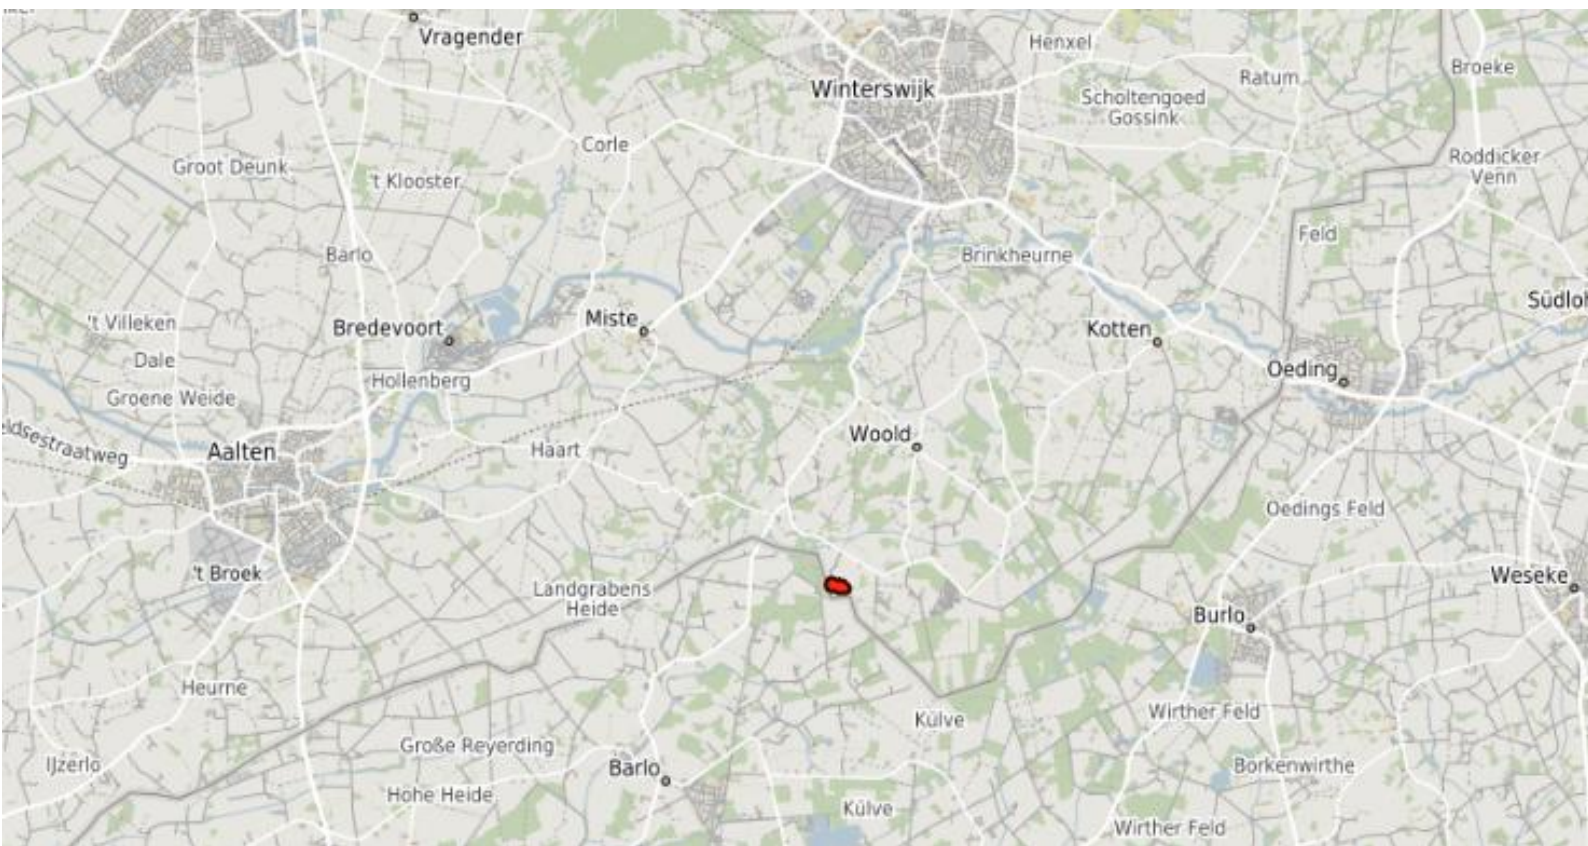 Vragender
Henxel
Broeke
Ratum
Winterswijk
Scholtengoed
Gossink
Corle
Groot Deunk
't Klooster
Roddicker
Venn
Feld
Barlo
Brinkheurne
Südloh
't Villeken
Bredevoort
Miste
Kotten
Dale
Oeding
Hollenberg
Groene Weide
eldsestraatweg
Aalten
Haart
Woold
Oedings Feld
't Broek
Landgrabens
Heide
Weseke
Burlo
Heurne
Külve
Wirther Feld
Große Reyerding
IJzerlo
Barlo
Borkenwirthe
Hohe Heide
Külve
Wirther Feld